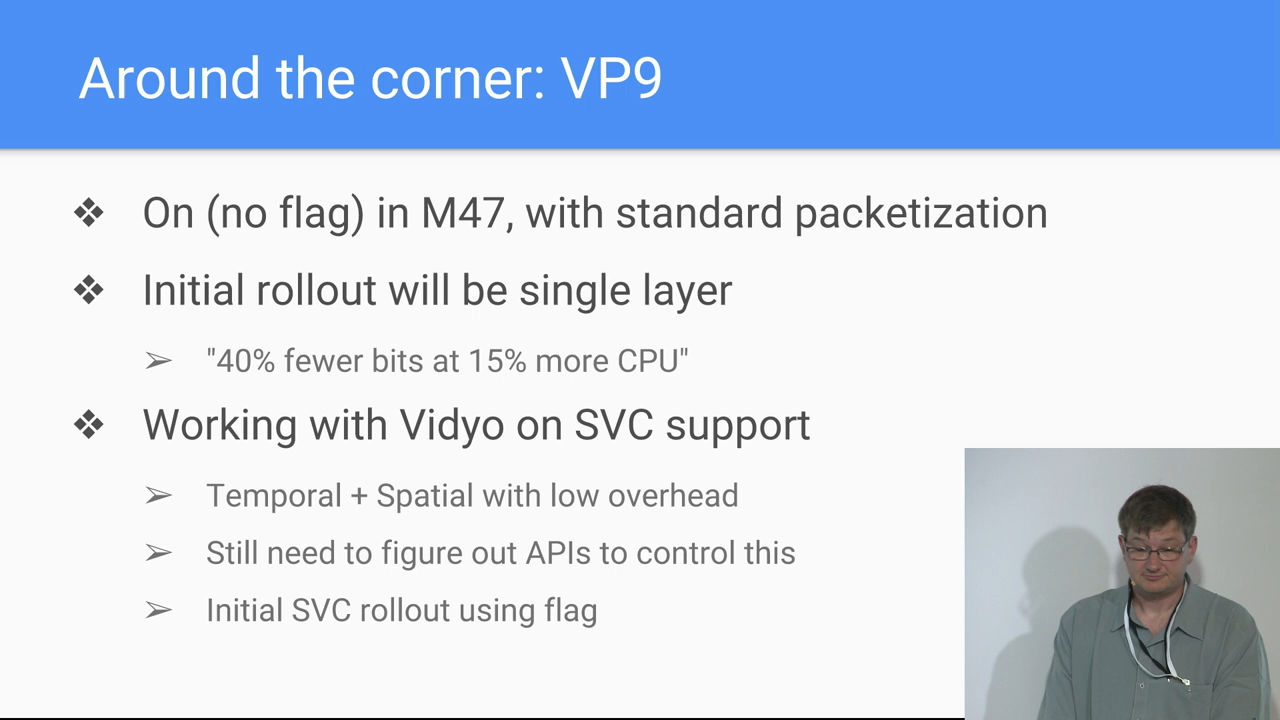 Around the corner: VP9
❖ On (no flag) in M47, with standard packetization
❖ Initial rollout will be single layer
➢ "40% fewer bits at 15% more CPU"
❖ Working with Vidyo on SVC support
➢ Temporal + Spatial with low overhead
➢ Still need to figure out APIs to control this
➢ Initial SVC rollout using flag